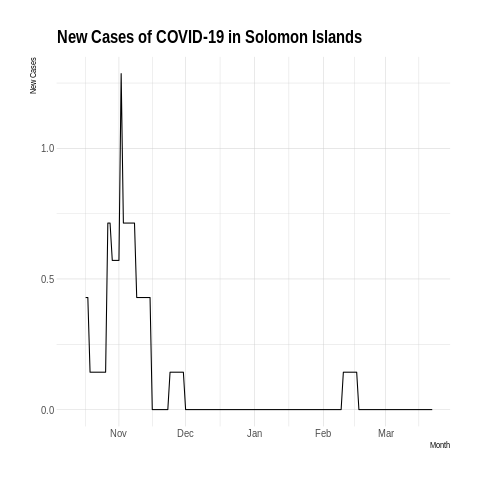 New Cases of COVID-19 in Solomon Islands
New Cases
1.0
0.5
0.0
Nov Dec Jan Feb Mar
Month